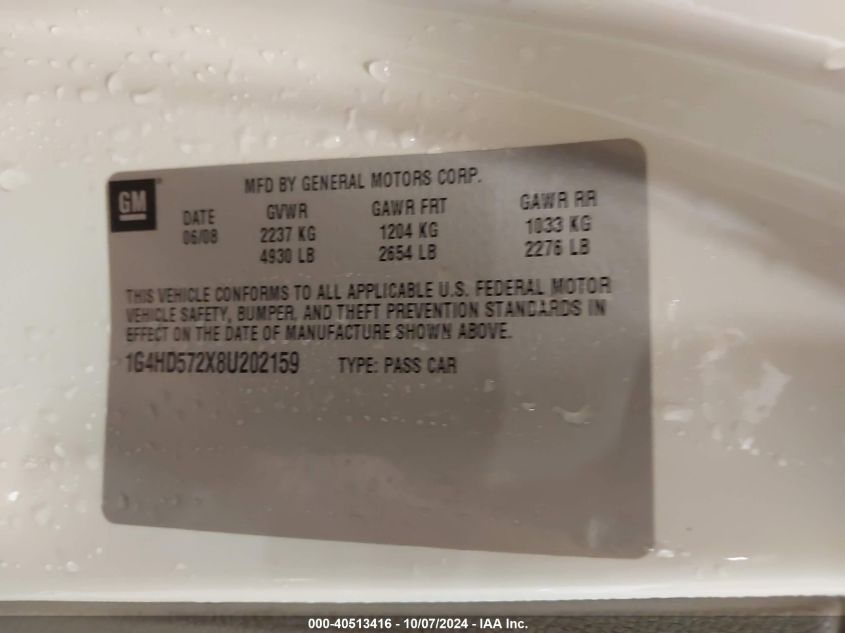 GM
MFD BY GENERAL MOTORS CORP.
DATE GVWR GAWR FRT GAWR RR
06/08 2237 KG 1204 KG 1033 KG
4930 LB 2654 LB 2276 LB
THIS VEHICLE CONFORMS TO ALL APPLICABLE U.S. FEDERAL MOTOR
VEHICLE SAFETY, BUMPER, AND THEFT PREVENTION STANDARDS IN
EFFECT ON THE DATE OF MANUFACTURE SHOWN ABOVE.
1G4HD572X8U202159 TYPE: PASS CAR
000-40513416 - 10/07/2024 - IAA Inc.